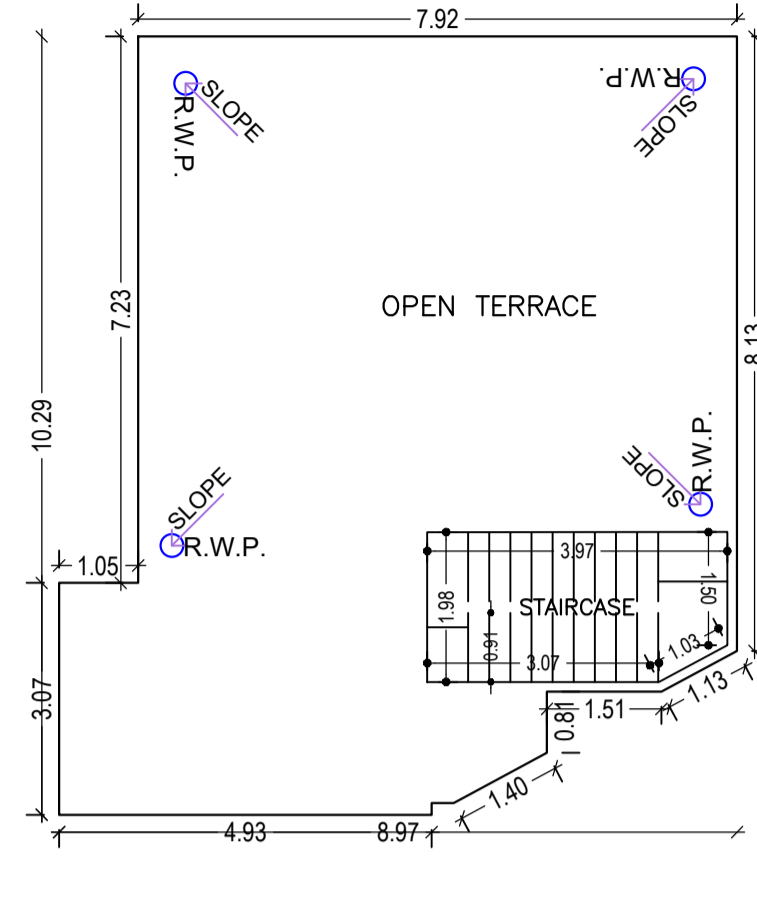 7.92
R.W.P.
SLOPE
R.W.P.
SLOPE
OPEN TERRACE
7.23
8.13
10.29
SLOPE
R.W.P.
SLOPE
R.W.P.
1.05
3.97
1.98
STAIRCASE
1.50
0.91
3.07
1.03
3.07
0.81
1.51
1.13
1.40
4.93
8.97